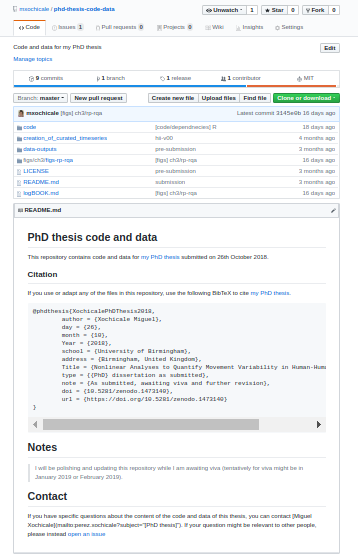 mxochicale / phd-thesis-code-data
Unwatch 1 Star 0 Fork 0
Code Issues 1 Pull requests 0 Projects 0 Wiki Insights Settings
Code and data for my PhD thesis Edit
Manage topics
9 commits 1 branch 1 release 1 contributor MIT
Branch: master New pull request Create new file Upload files Find file Clone or download
mxochicale [figs] ch3/rp-rqa Latest commit 3145e0b 16 days ago
code [code/dependnecies] R 18 days ago
creation_of_curated_timeseries hii-v00 4 months ago
data-outputs pre-submission 3 months ago
figs/ch3/figs-rp-rqa [figs] ch3/rp-rqa 16 days ago
LICENSE pre-submission 3 months ago
README.md submission 3 months ago
logBOOK.md [figs] ch3/rp-rqa 16 days ago
README.md
PhD thesis code and data
This repository contains code and data for my PhD thesis submitted on 26th October 2018.
Citation
If you use or adapt any of the files in this repository, use the following BibTeX to cite my PhD thesis.
@phdthesis{XochicalePhDThesis2018,
author = {Xochicale Miguel},
day = {26},
month = {10},
Year = {2018},
school = {University of Birmingham},
address = {Birmingham, United Kingdom},
Title = {Nonlinear Analyses to Quantify Movement Variability in Human-Huma
type = {{PhD} dissertation as submitted},
note = {As submitted, awaiting viva and further revision},
doi = {10.5281/zenodo.1473140},
url = {https://doi.org/10.5281/zenodo.1473140}
}
Notes
I will be polishing and updating this repository while I am awaiting viva (tentatively for viva might be in
January 2019 or February 2019).
Contact
If you have specific questions about the content of the code and data of this thesis, you can contact [Miguel
Xochicale](mailto:perez.xochicale?subject="[PhD thesis]"). If your question might be relevant to other people,
please instead open an issue